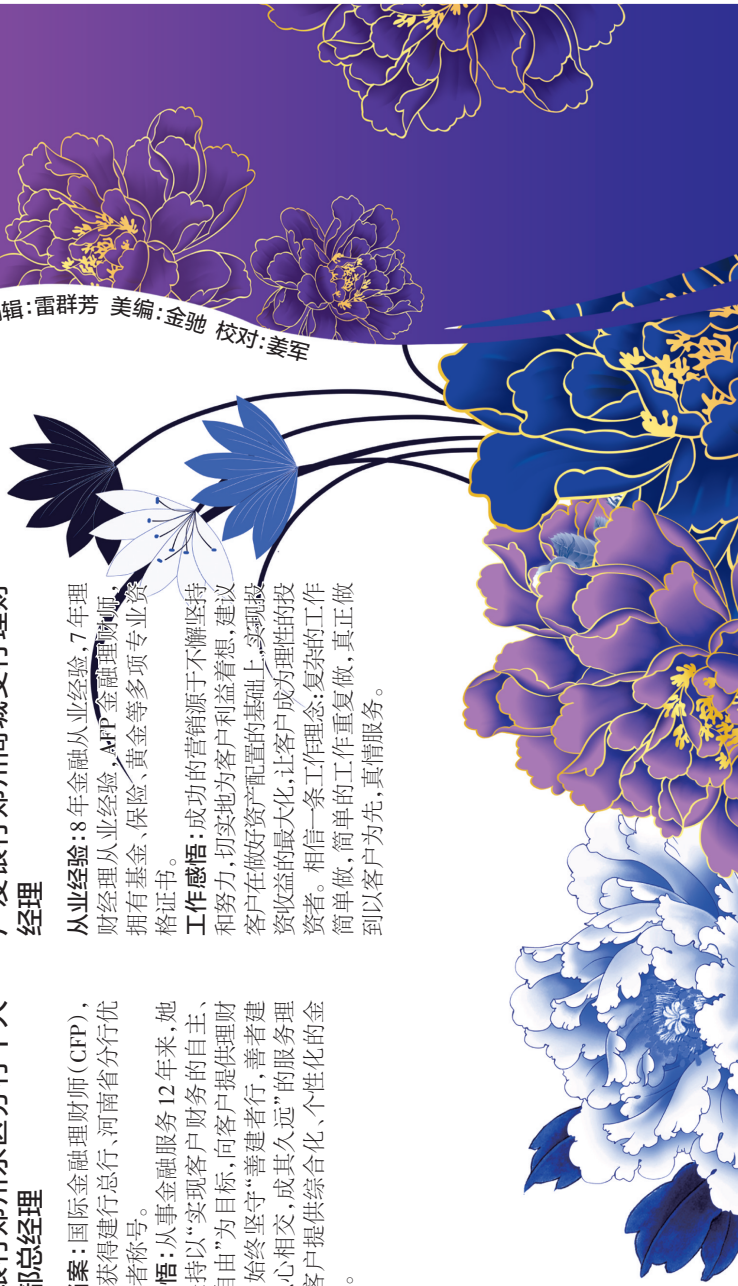 部总经理
案:国际金融理财师(CFP),
获得建行总行、河南省分行优
者称号。
悟:从事金融服务12年来,她
持以“实现客户财务的自主、
自由”为目标,向客户提供理财
始终坚守“善建者行,善者建
心相交,成其久远”的服务理
客户提供综合化、个性化的金
。
经理
从业经验:8年金融从业经验,7年理
财经理从业经验,AFP金融理财师,
拥有基金、保险、黄金等多项专业资
格证书。
工作感悟:成功的营销源于不懈坚持
和努力,切实地为客户利益着想,建议
客户在做好资产配置的基础上,实现投
资收益的最大化,让客户成为理性的投
资者。相信一条工作理念:复杂的工作
简单做,简单的工作重复做,真正做
到以客户为先,真情服务。
辑:雷群芳 美编:金驰 校对:姜军